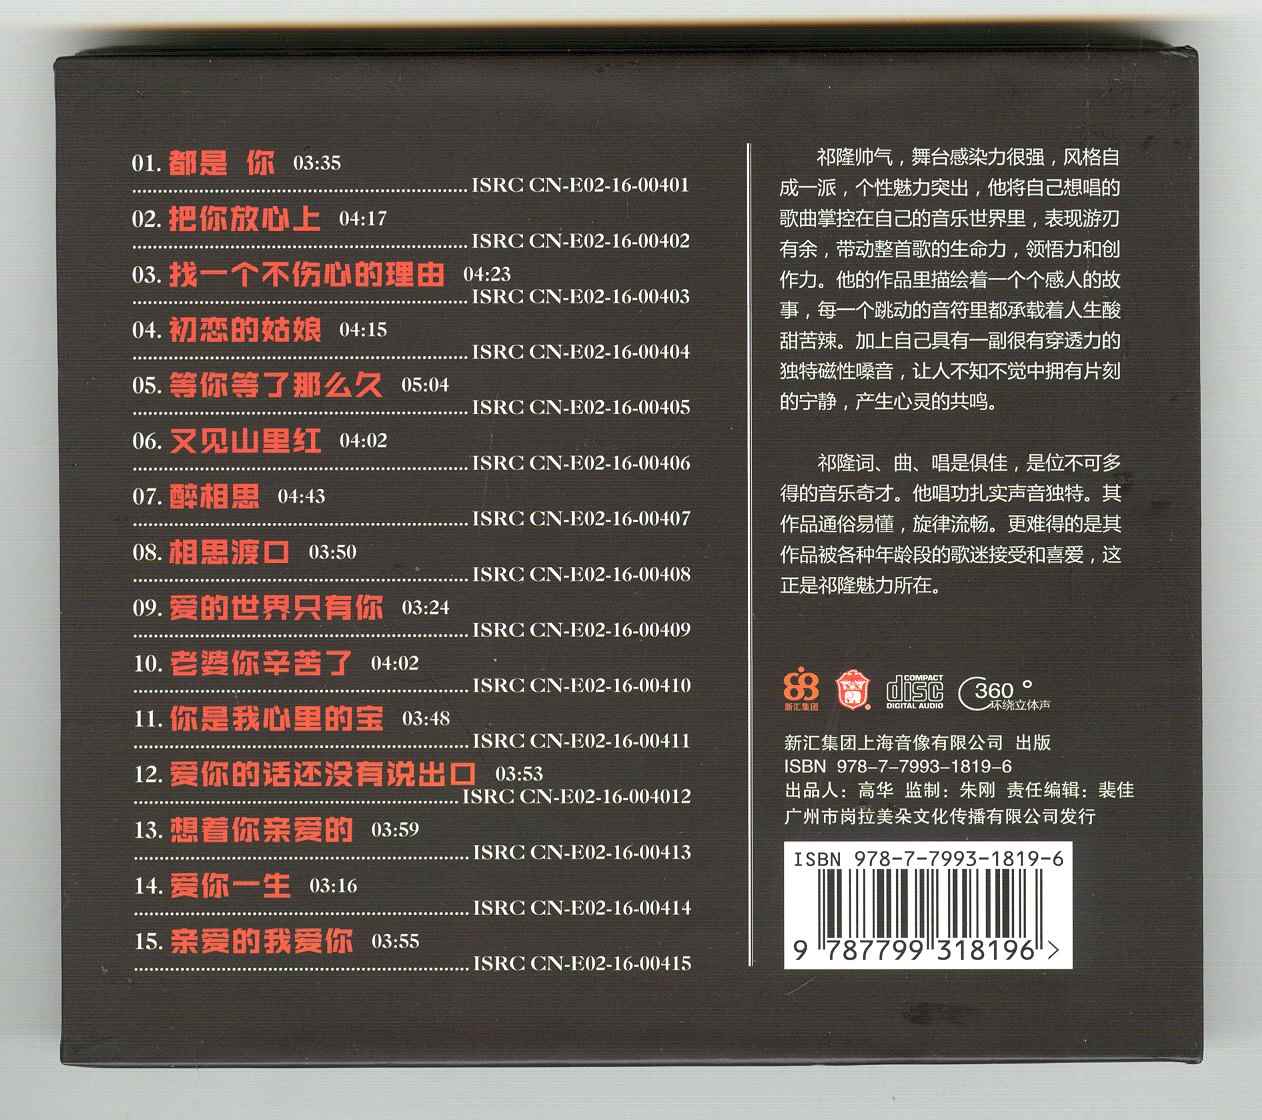 01. 都是 你 03:35
ISRC CN-E02-16-00401
02. 把你放心上 04:17
ISRC CN-E02-16-00402
03. 找一个不伤心的理由 04:23
ISRC CN-E02-16-00403
04. 初恋的姑娘 04:15
ISRC CN-E02-16-00404
05. 等你等了那么久 05:04
ISRC CN-E02-16-00405
06. 又见山里红 04:02
ISRC CN-E02-16-00406
07. 醉相思 04:43
ISRC CN-E02-16-00407
08. 相思渡口 03:50
ISRC CN-E02-16-00408
09. 爱的世界只有你 03:24
ISRC CN-E02-16-00409
10. 老婆你辛苦了 04:02
ISRC CN-E02-16-00410
11. 你是我心里的宝 03:48
ISRC CN-E02-16-00411
12. 爱你的话还没有说出口 03:53
ISRC CN-E02-16-004012
13. 想着你亲爱的 03:59
ISRC CN-E02-16-00413
14. 爱你一生 03:16
ISRC CN-E02-16-00414
15. 亲爱的我爱你 03:55
ISRC CN-E02-16-00415
祁隆帅气，舞台感染力很强，风格自
成一派，个性魅力突出，他将自己想唱的
歌曲掌控在自己的音乐世界里，表现游刃
有余，带动整首歌的生命力，领悟力和创
作力。他的作品里描绘着一个个感人的故
事，每一个跳动的音符里都承载着人生酸
甜苦辣。加上自己具有一副很有穿透力的
独特磁性嗓音，让人不知不觉中拥有片刻
的宁静，产生心灵的共鸣。
祁隆词、曲、唱是俱佳，是位不可多
得的音乐奇才。他唱功扎实声音独特。其
作品通俗易懂，旋律流畅。更难得的是其
作品被各种年龄段的歌迷接受和喜爱，这
正是祁隆魅力所在。
新汇集团
COMPACT
disc
DIGITAL AUDIO
360°
环绕立体声
新汇集团上海音像有限公司 出版
ISBN 978-7-7993-1819-6
出品人：高华 监制：朱刚 责任编辑：裴佳
广州市岗拉美朵文化传播有限公司发行
ISBN 978-7-7993-1819-6
9 787799 318196 >